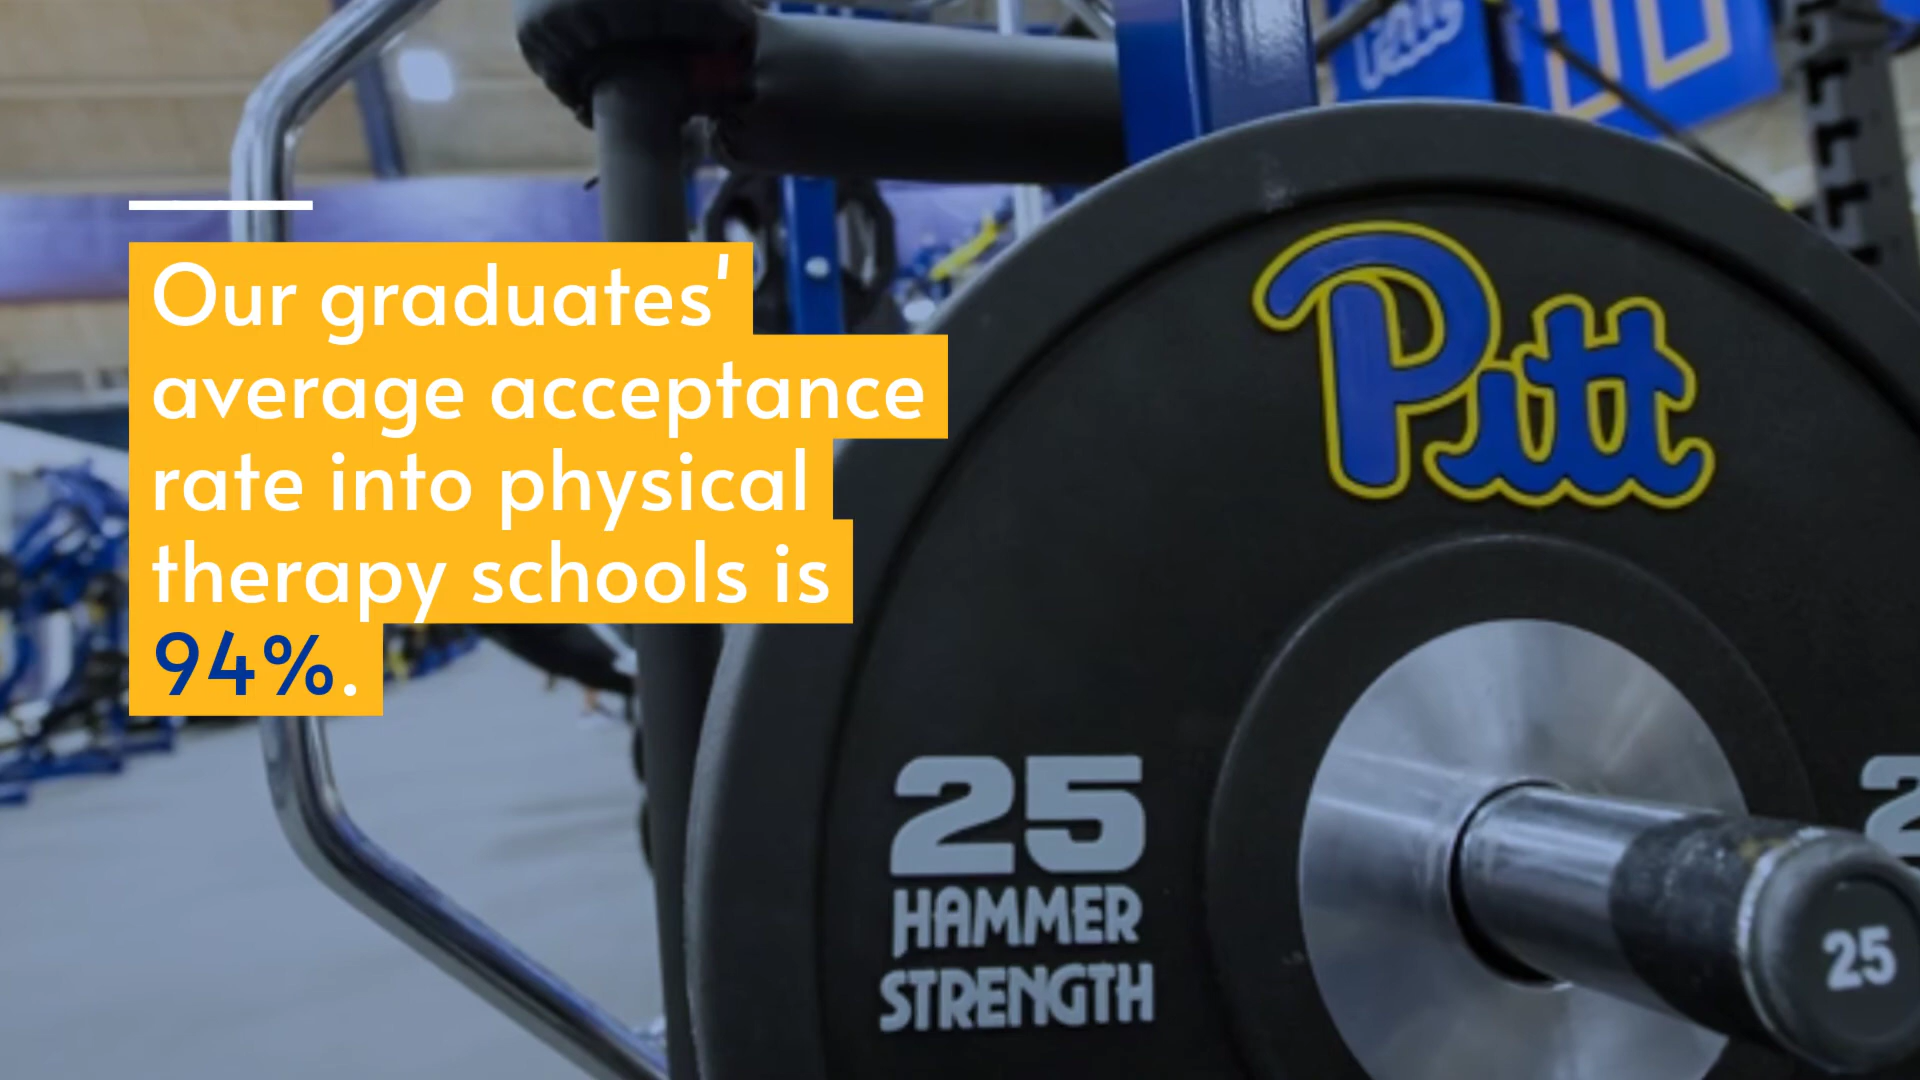 Our graduates'
average acceptance
rate into physical
therapy schools is
94%.
Pitt
25
HAMMER
STRENGTH
25